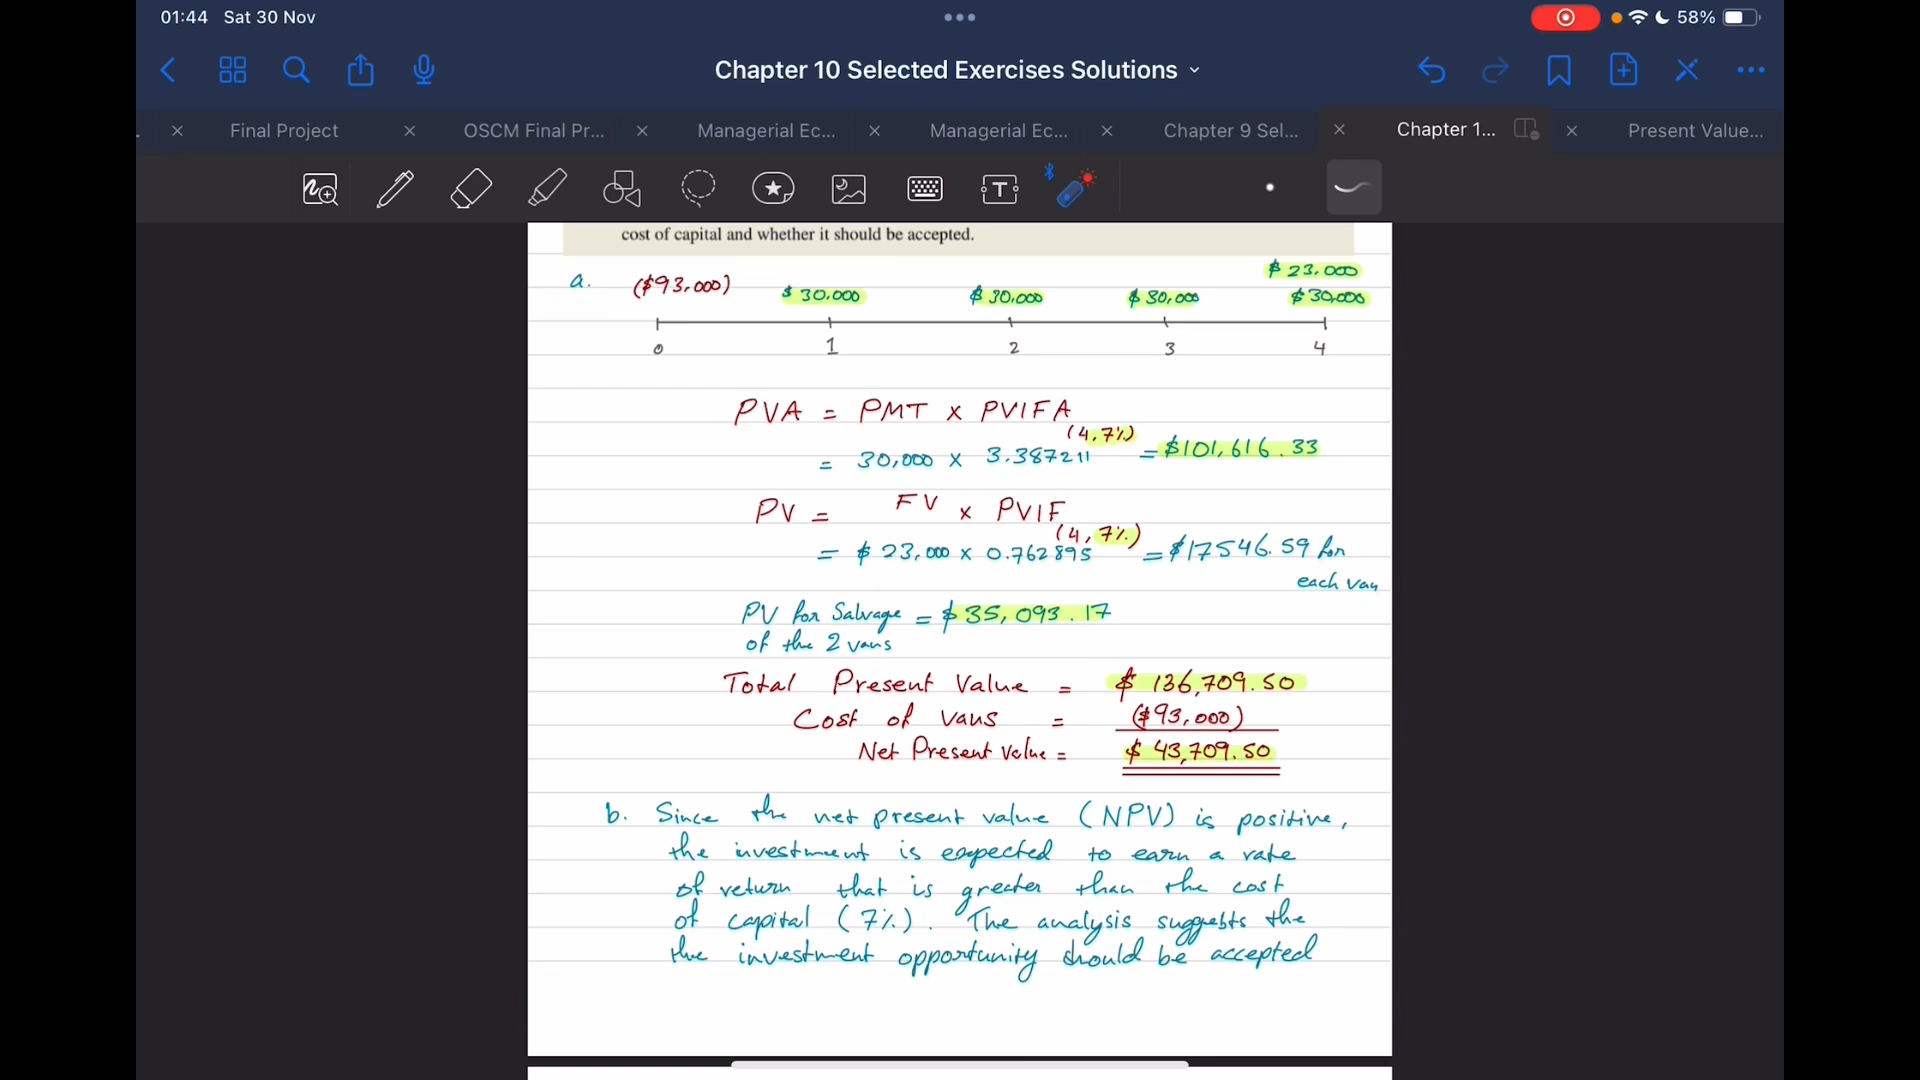 01:44 Sat 30 Nov
58%
Chapter 10 Selected Exercises Solutions
Final Project
OSCM Final Pr...
Managerial Ec...
Managerial Ec...
Chapter 9 Sel...
Chapter 1...
Present Value...
cost of capital and whether it should be accepted.
$ 23,000
a. ($93,000) $ 30,000 $ 30,000 $ 30,000 $ 30,000
0 1 2 3 4
PVA = PMT x PVIFA
(4,7%)
= 30,000 x 3.387211 = $101,616.33
PV = FV x PVIF
(4,7%)
= $ 23,000 x 0.762895 = $17546.59 for
each van
PV for Salvage = $35,093.17
of the 2 vans
Total Present Value = $ 136,709.50
Cost of vans = ($93,000)
Net Present Value = $ 43,709.50
b. Since the net present value (NPV) is positive,
the investment is expected to earn a rate
of return that is greater than the cost
of capital (7%). The analysis suggests the
the investment opportunity should be accepted